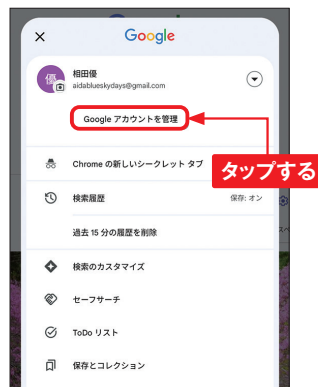 Google
優
相田優
aidablueskydays@gmail.com
Google アカウントを管理
Chrome の新しいシークレット タブ
タップする
検索履歴
保存: オン
過去 15 分の履歴を削除
検索のカスタマイズ
セーフサーチ
ToDo リスト
保存とコレクション